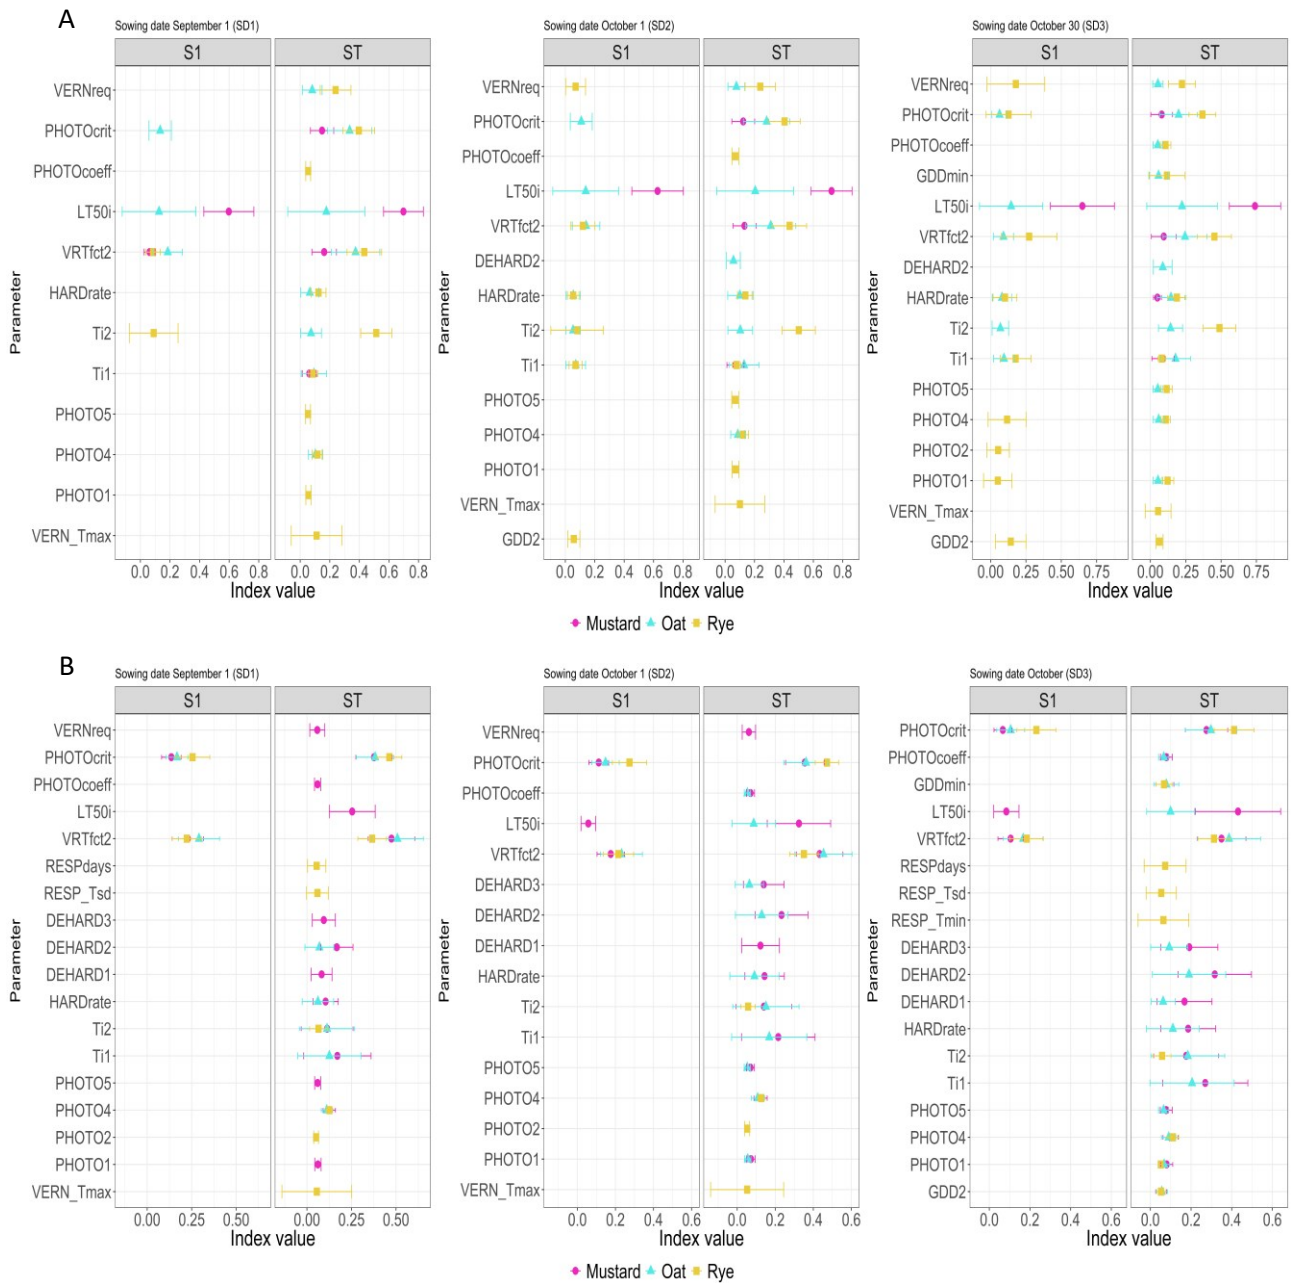 A
Sowing date September 1 (SD1)
S1 ST
VERNreq
PHOTOcrit
PHOTOcoeff
LT50i
VRTfct2
HARDrate
Ti2
Ti1
PHOTO5
PHOTO4
PHOTO1
VERN_Tmax
Parameter
0.0 0.2 0.4 0.6 0.8 0.0 0.2 0.4 0.6 0.8
Index value
Sowing date October 1 (SD2)
S1 ST
VERNreq
PHOTOcrit
PHOTOcoeff
LT50i
VRTfct2
DEHARD2
HARDrate
Ti2
Ti1
PHOTO5
PHOTO4
PHOTO1
VERN_Tmax
GDD2
Parameter
0.0 0.2 0.4 0.6 0.8 0.0 0.2 0.4 0.6 0.8
Index value
Sowing date October 30 (SD3)
S1 ST
VERNreq
PHOTOcrit
PHOTOcoeff
GDDmin
LT50i
VRTfct2
DEHARD2
HARDrate
Ti2
Ti1
PHOTO5
PHOTO4
PHOTO2
PHOTO1
VERN_Tmax
GDD2
Parameter
0.00 0.25 0.50 0.75 0.00 0.25 0.50 0.75
Index value
Mustard Oat Rye
B
Sowing date September 1 (SD1)
S1 ST
VERNreq
PHOTOcrit
PHOTOcoeff
LT50i
VRTfct2
RESPdays
RESP_Tsd
DEHARD3
DEHARD2
DEHARD1
HARDrate
Ti2
Ti1
PHOTO5
PHOTO4
PHOTO2
PHOTO1
VERN_Tmax
Parameter
0.00 0.25 0.50 0.00 0.25 0.50
Index value
Sowing date October 1 (SD2)
S1 ST
VERNreq
PHOTOcrit
PHOTOcoeff
LT50i
VRTfct2
DEHARD3
DEHARD2
DEHARD1
HARDrate
Ti2
Ti1
PHOTO5
PHOTO4
PHOTO2
PHOTO1
VERN_Tmax
Parameter
0.0 0.2 0.4 0.6 0.0 0.2 0.4 0.6
Index value
Sowing date October (SD3)
S1 ST
PHOTOcrit
PHOTOcoeff
GDDmin
LT50i
VRTfct2
RESPdays
RESP_Tsd
RESP_Tmin
DEHARD3
DEHARD2
DEHARD1
HARDrate
Ti2
Ti1
PHOTO5
PHOTO4
PHOTO1
GDD2
Parameter
0.0 0.2 0.4 0.6 0.0 0.2 0.4 0.6
Index value
Mustard Oat Rye